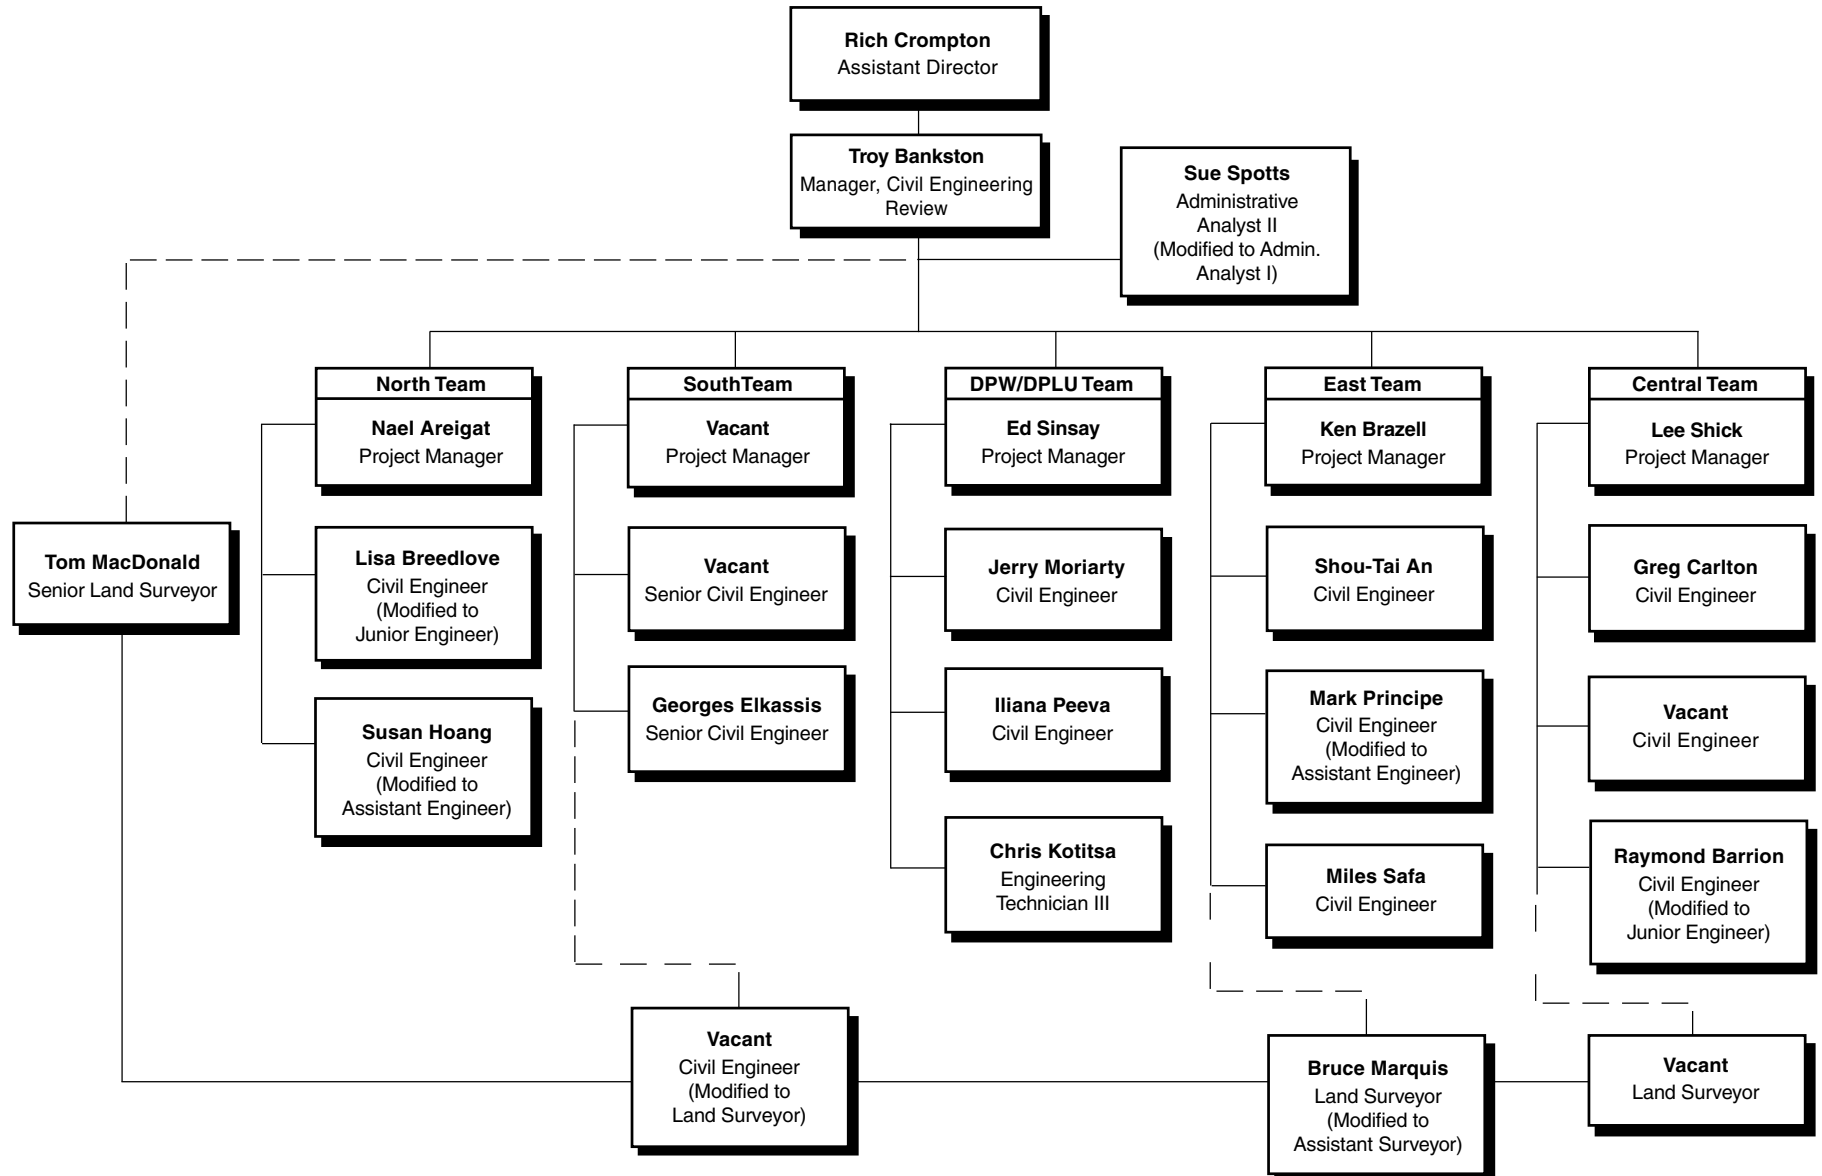 Rich Crompton
Assistant Director
Troy Bankston
Manager, Civil Engineering
Review
Sue Spotts
Administrative
Analyst II
(Modified to Admin.
Analyst I)
North Team
Nael Areigat
Project Manager
Lisa Breedlove
Civil Engineer
(Modified to
Junior Engineer)
Susan Hoang
Civil Engineer
(Modified to
Assistant Engineer)
SouthTeam
Vacant
Project Manager
Vacant
Senior Civil Engineer
Georges Elkassis
Senior Civil Engineer
DPW/DPLU Team
Ed Sinsay
Project Manager
Jerry Moriarty
Civil Engineer
Iliana Peeva
Civil Engineer
Chris Kotitsa
Engineering
Technician III
East Team
Ken Brazell
Project Manager
Shou-Tai An
Civil Engineer
Mark Principe
Civil Engineer
(Modified to
Assistant Engineer)
Miles Safa
Civil Engineer
Central Team
Lee Shick
Project Manager
Greg Carlton
Civil Engineer
Vacant
Civil Engineer
Raymond Barrion
Civil Engineer
(Modified to
Junior Engineer)
Tom MacDonald
Senior Land Surveyor
Vacant
Civil Engineer
(Modified to
Land Surveyor)
Bruce Marquis
Land Surveyor
(Modified to
Assistant Surveyor)
Vacant
Land Surveyor